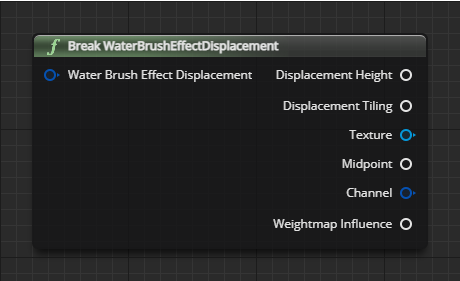 f Break WaterBrushEffectDisplacement
Water Brush Effect Displacement Displacement Height
Displacement Tiling
Texture
Midpoint
Channel
Weightmap Influence